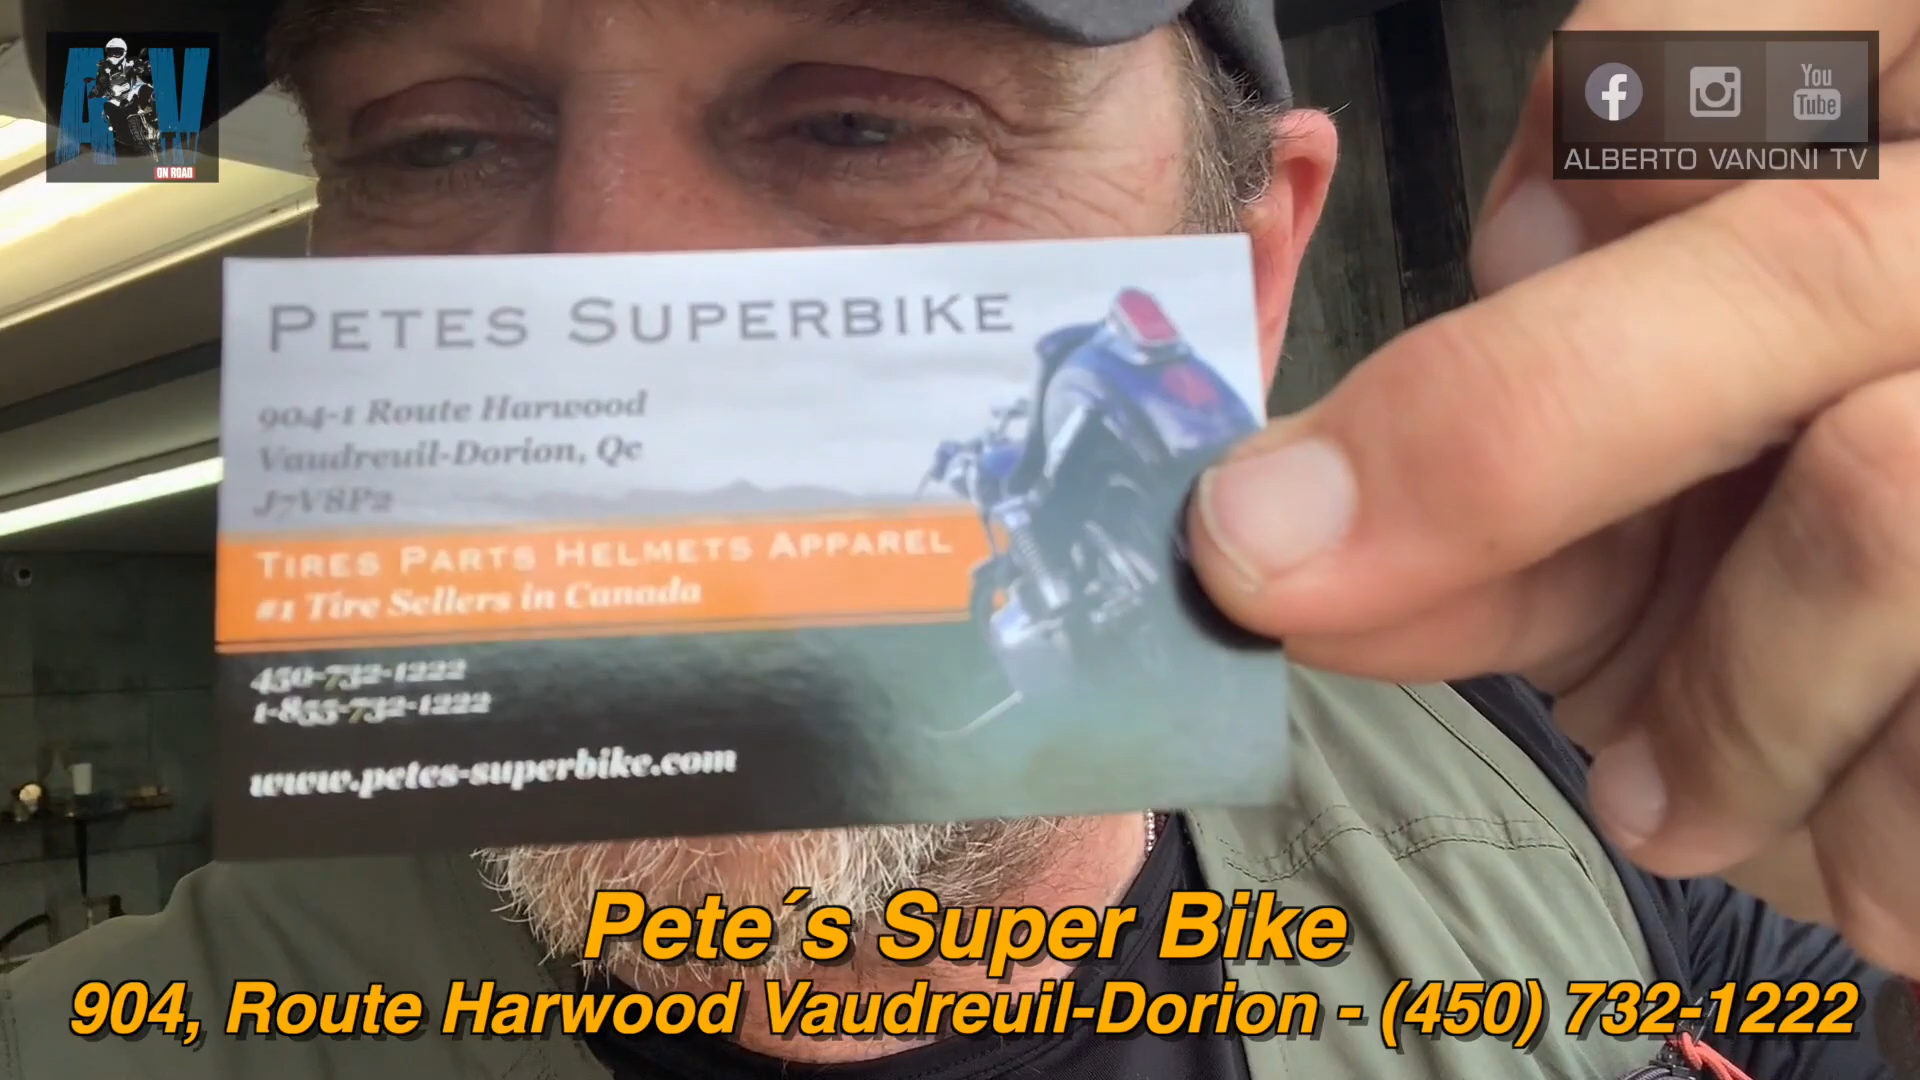 AV
TV
ON ROAD
f
You
Tube
ALBERTO VANONI TV
PETES SUPERBIKE
904-1 Route Harwood
Vaudreuil-Dorion, Qc
J7V8P2
TIRES PARTS HELMETS APPAREL
#1 Tire Sellers in Canada
450-732-1222
1-855-732-1222
www.petes-superbike.com
Pete´s Super Bike
904, Route Harwood Vaudreuil-Dorion - (450) 732-1222